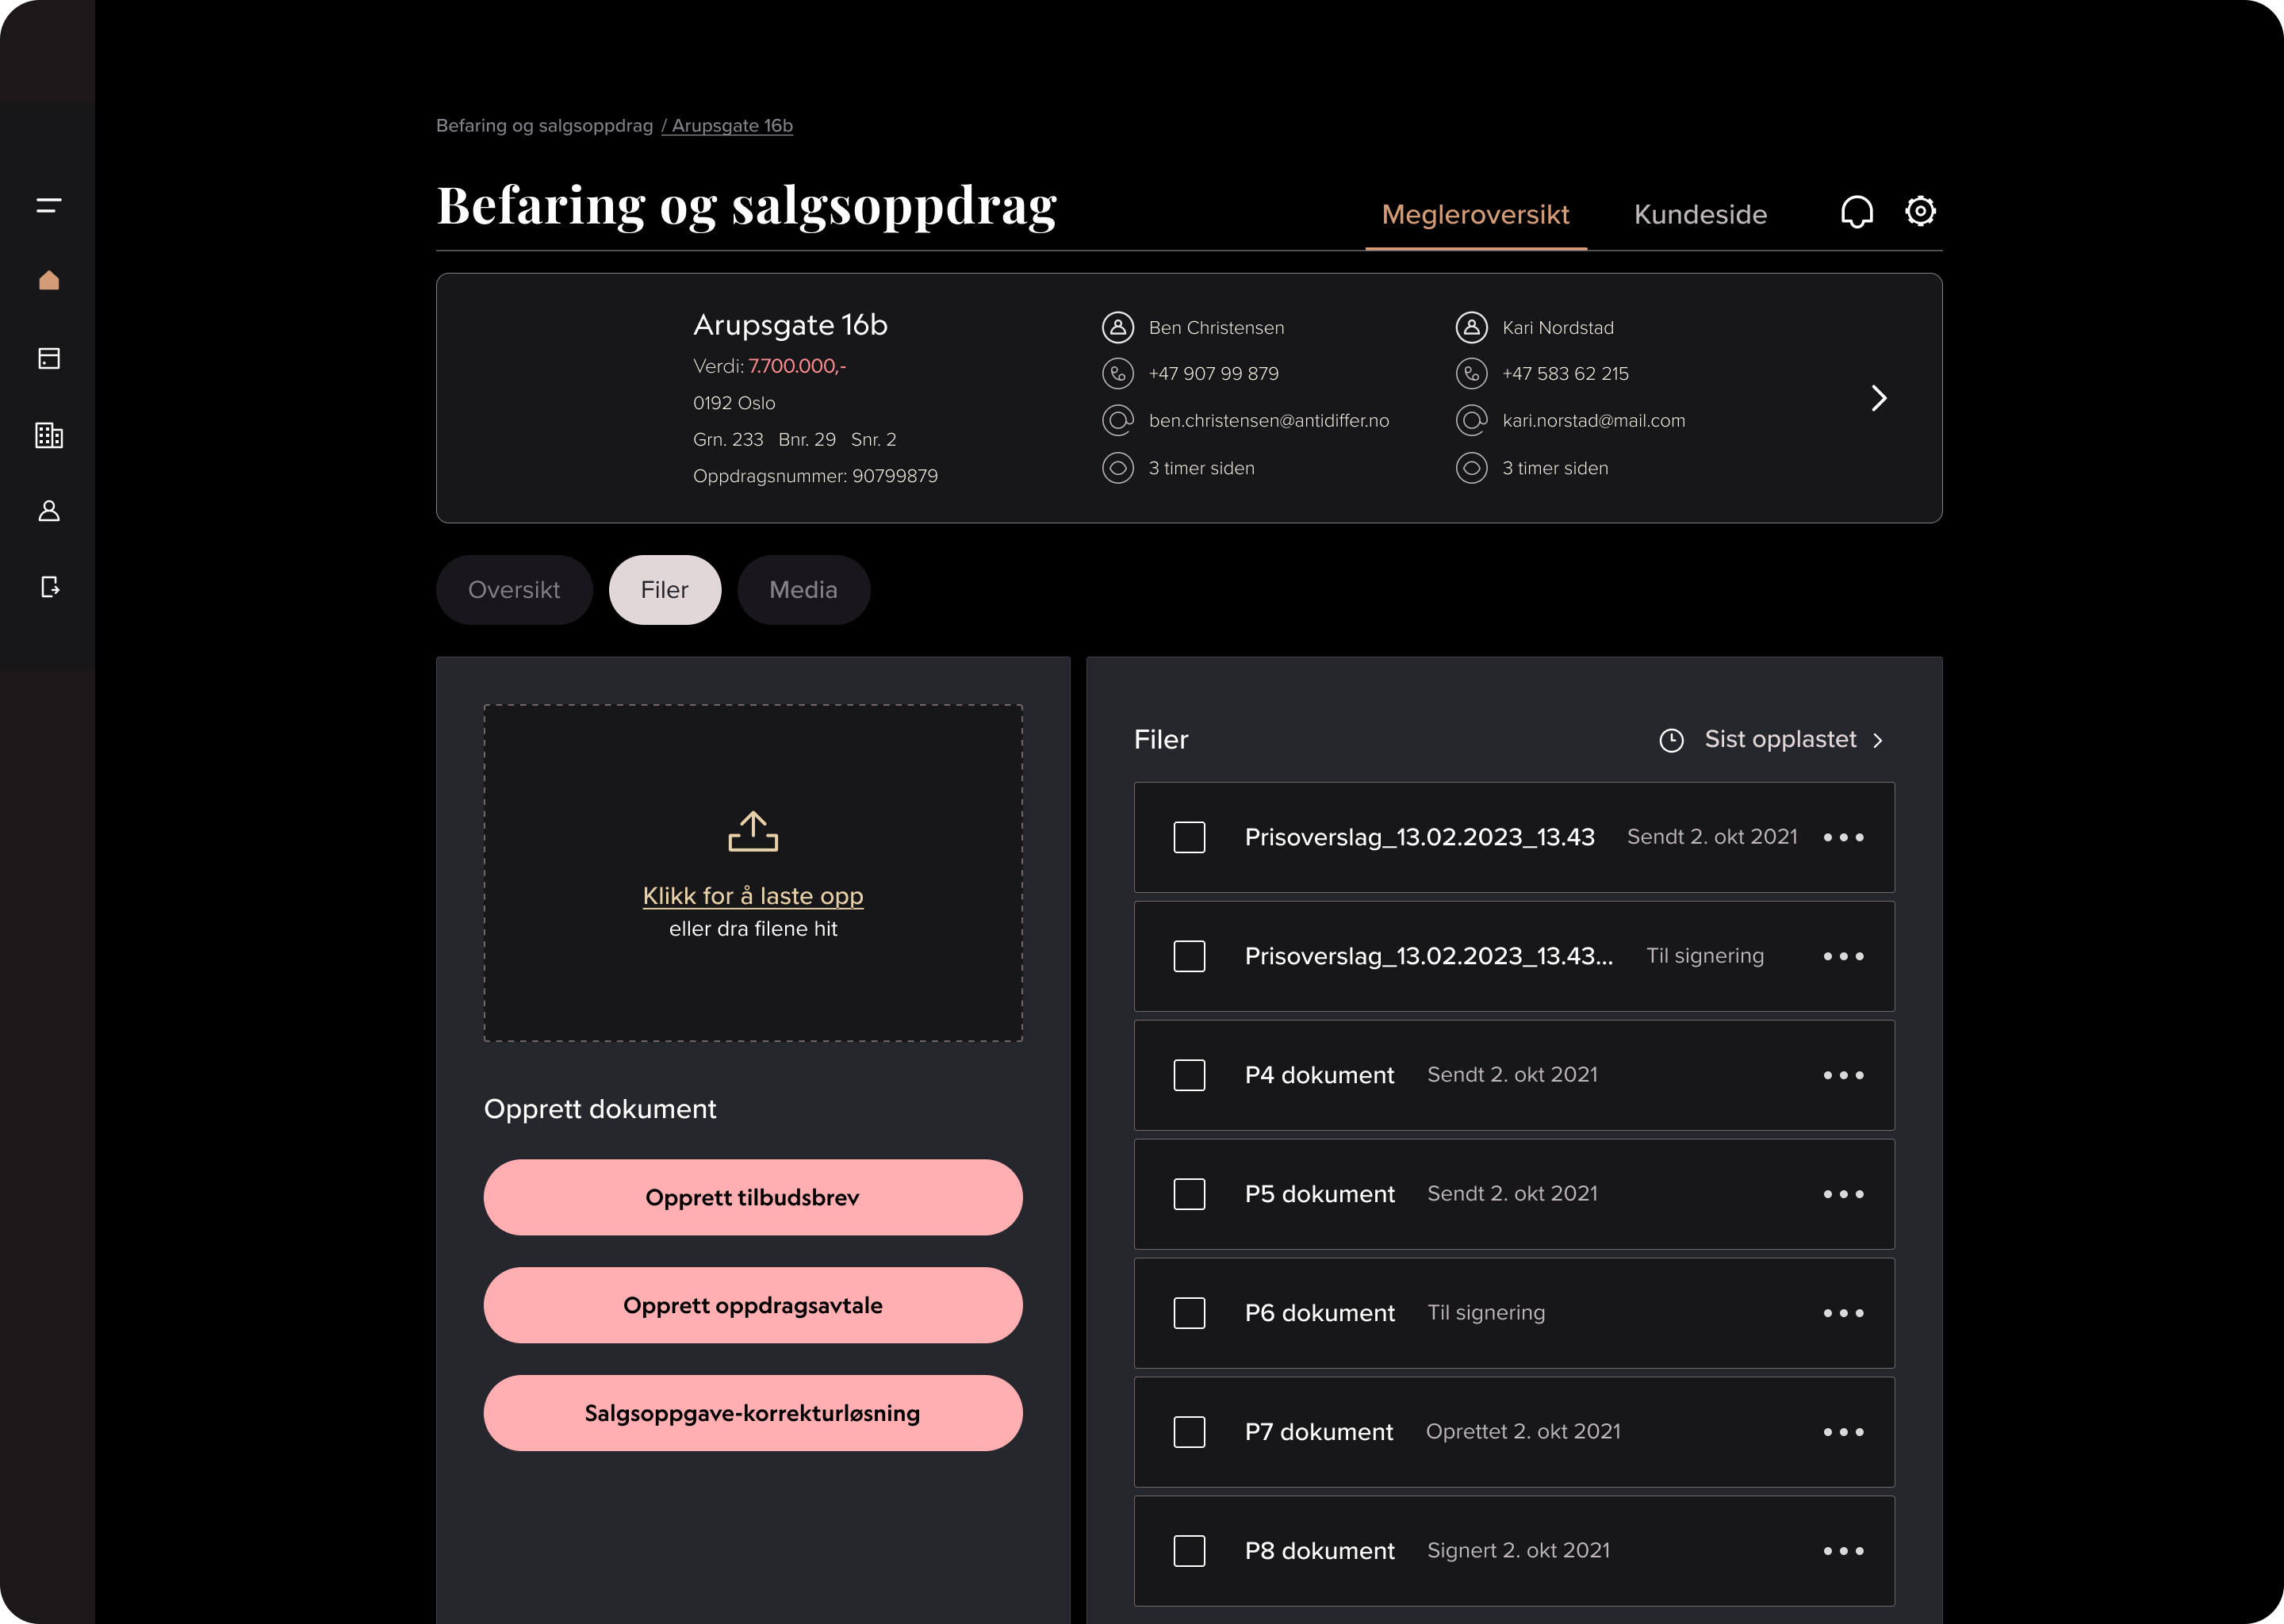 Befaring og salgsoppdrag / Arupsgate 16b
Befaring og salgsoppdrag
Megleroversikt
Kundeside
Arupsgate 16b
Verdi: 7.700.000,-
0192 Oslo
Grn. 233 Bnr. 29 Snr. 2
Oppdragsnummer: 90799879
Ben Christensen
+47 907 99 879
ben.christensen@antidiffer.no
3 timer siden
Kari Nordstad
+47 583 62 215
kari.norstad@mail.com
3 timer siden
Oversikt
Filer
Media
Klikk for å laste opp
eller dra filene hit
Opprett dokument
Opprett tilbudsbrev
Opprett oppdragsavtale
Salgsoppgave-korrekturløsning
Filer
Sist opplastet
Prisoverslag_13.02.2023_13.43 Sendt 2. okt 2021
Prisoverslag_13.02.2023_13.43... Til signering
P4 dokument Sendt 2. okt 2021
P5 dokument Sendt 2. okt 2021
P6 dokument Til signering
P7 dokument Oprettet 2. okt 2021
P8 dokument Signert 2. okt 2021